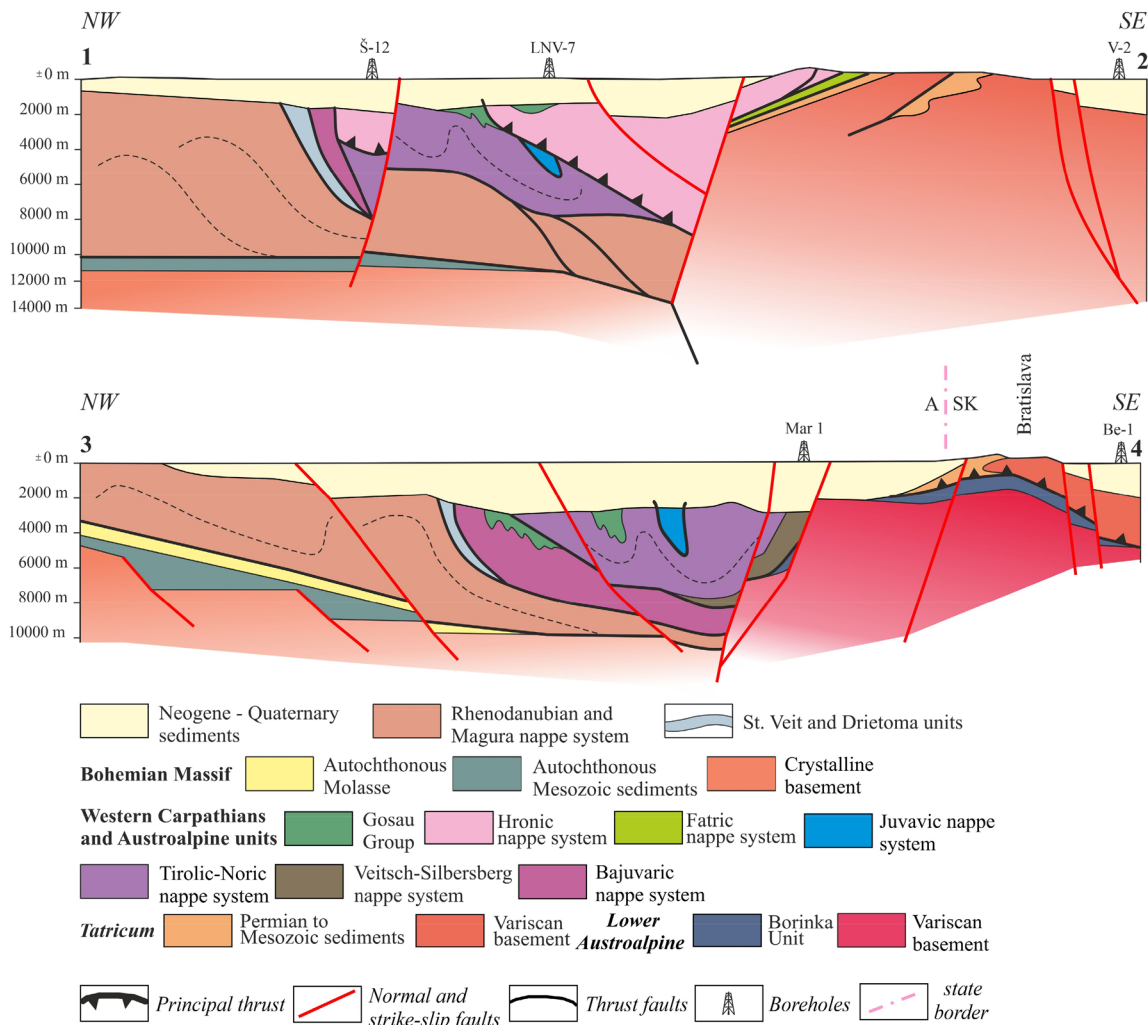 NW
SE
1
Š-12
LNV-7
V-2
2
±0 m
2000 m
4000 m
6000 m
8000 m
10000 m
12000 m
14000 m
NW
A
SK
Bratislava
SE
3
Mar 1
Be-1
4
±0 m
2000 m
4000 m
6000 m
8000 m
10000 m
Neogene - Quaternary
sediments
Rhenodanubian and
Magura nappe system
St. Veit and Drietoma units
Bohemian Massif
Autochthonous
Molasse
Autochthonous
Mesozoic sediments
Crystalline
basement
Western Carpathians
and Austroalpine units
Gosau
Group
Hronic
nappe system
Fatric
nappe system
Juvavic nappe
system
Tirolic-Noric
nappe system
Veitsch-Silbersberg
nappe system
Bajuvaric
nappe system
Tatricum
Permian to
Mesozoic sediments
Variscan
basement
Lower
Austroalpine
Borinka
Unit
Variscan
basement
Principal thrust
Normal and
strike-slip faults
Thrust faults
Boreholes
state
border